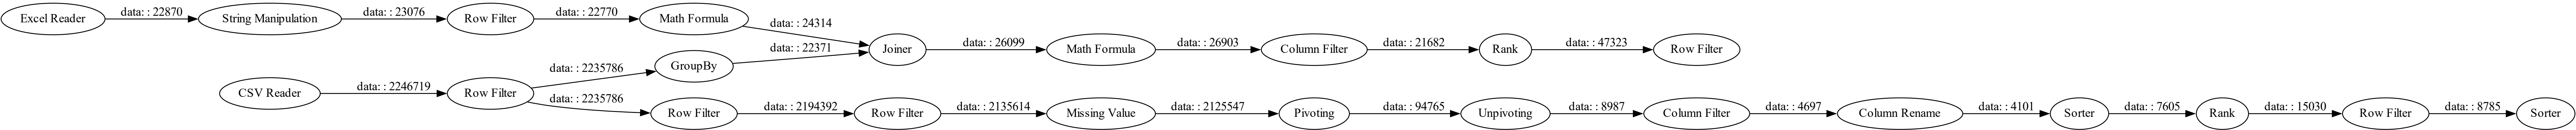 Excel Reader
data: : 22870
String Manipulation
data: : 23076
Row Filter
data: : 22770
Math Formula
data: : 24314
CSV Reader
data: : 2246719
Row Filter
data: : 2235786
GroupBy
data: : 22371
Joiner
data: : 26099
Math Formula
data: : 26903
Column Filter
data: : 21682
Rank
data: : 47323
Row Filter
data: : 2235786
Row Filter
data: : 2194392
Row Filter
data: : 2135614
Missing Value
data: : 2125547
Pivoting
data: : 94765
Unpivoting
data: : 8987
Column Filter
data: : 4697
Column Rename
data: : 4101
Sorter
data: : 7605
Rank
data: : 15030
Row Filter
data: : 8785
Sorter